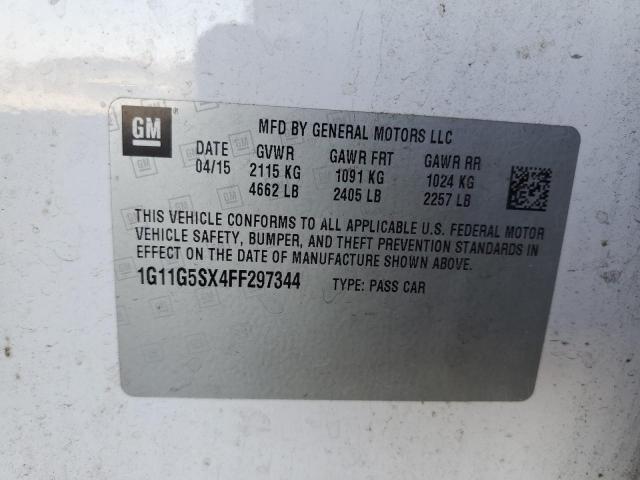 GM
MFD BY GENERAL MOTORS LLC
DATE GVWR GAWR FRT GAWR RR
04/15 2115 KG 1091 KG 1024 KG
4662 LB 2405 LB 2257 LB
THIS VEHICLE CONFORMS TO ALL APPLICABLE U.S. FEDERAL MOTOR
VEHICLE SAFETY, BUMPER, AND THEFT PREVENTION STANDARDS IN
EFFECT ON THE DATE OF MANUFACTURE SHOWN ABOVE.
1G11G5SX4FF297344 TYPE: PASS CAR